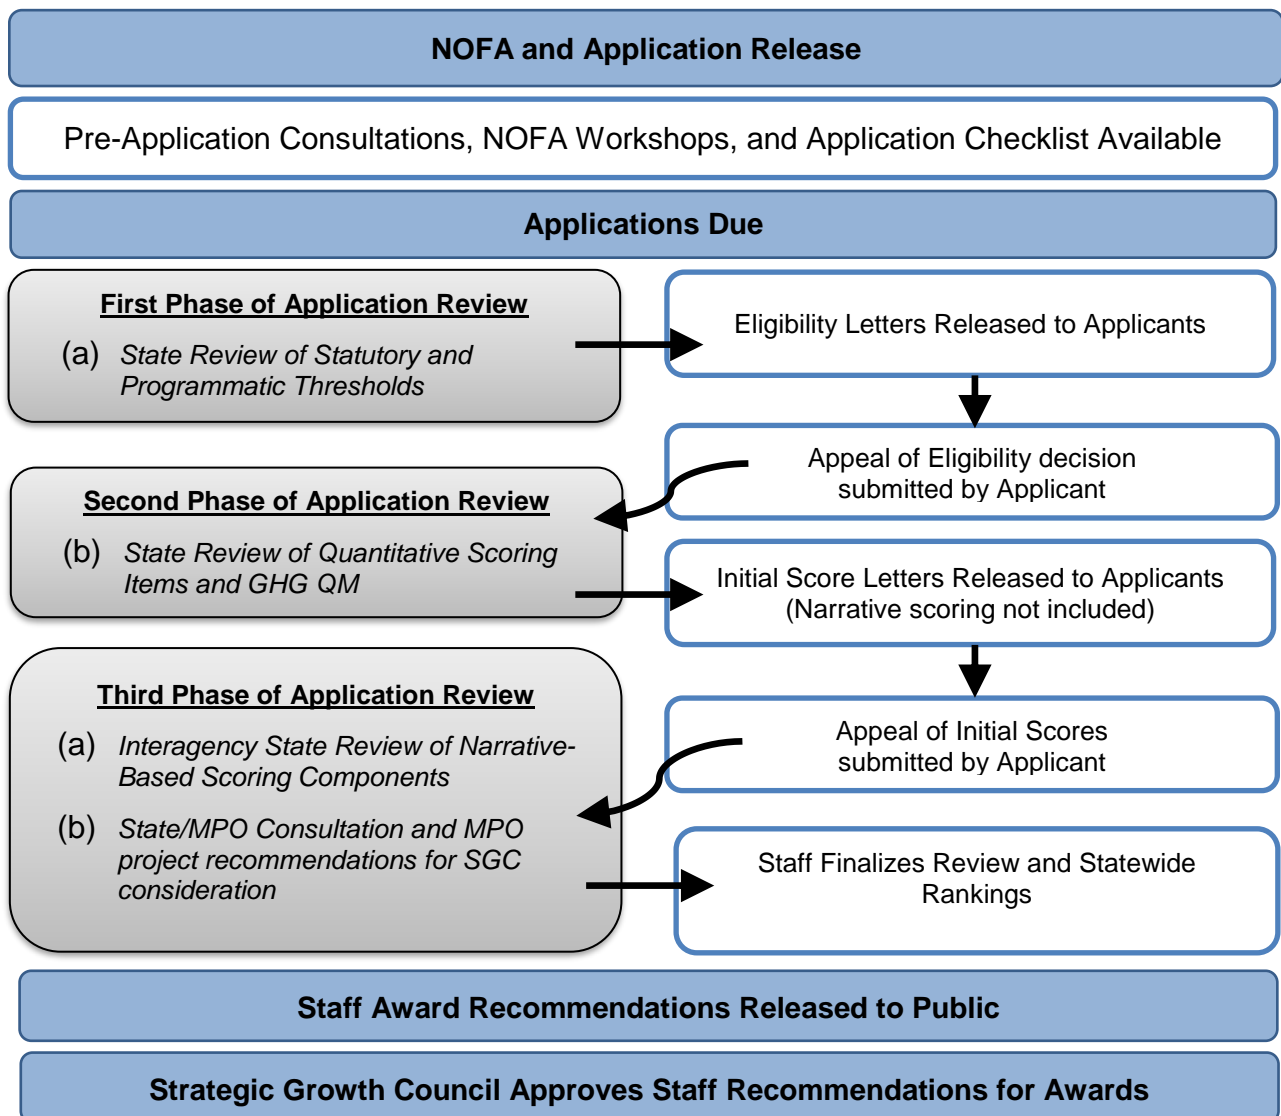 NOFA and Application Release
Pre-Application Consultations, NOFA Workshops, and Application Checklist Available
Applications Due
First Phase of Application Review
(a) State Review of Statutory and
Programmatic Thresholds
Eligibility Letters Released to Applicants
Appeal of Eligibility decision
submitted by Applicant
Second Phase of Application Review
(b) State Review of Quantitative Scoring
Items and GHG QM
Initial Score Letters Released to Applicants
(Narrative scoring not included)
Appeal of Initial Scores
submitted by Applicant
Third Phase of Application Review
(a) Interagency State Review of Narrative-
Based Scoring Components
(b) State/MPO Consultation and MPO
project recommendations for SGC
consideration
Staff Finalizes Review and Statewide
Rankings
Staff Award Recommendations Released to Public
Strategic Growth Council Approves Staff Recommendations for Awards